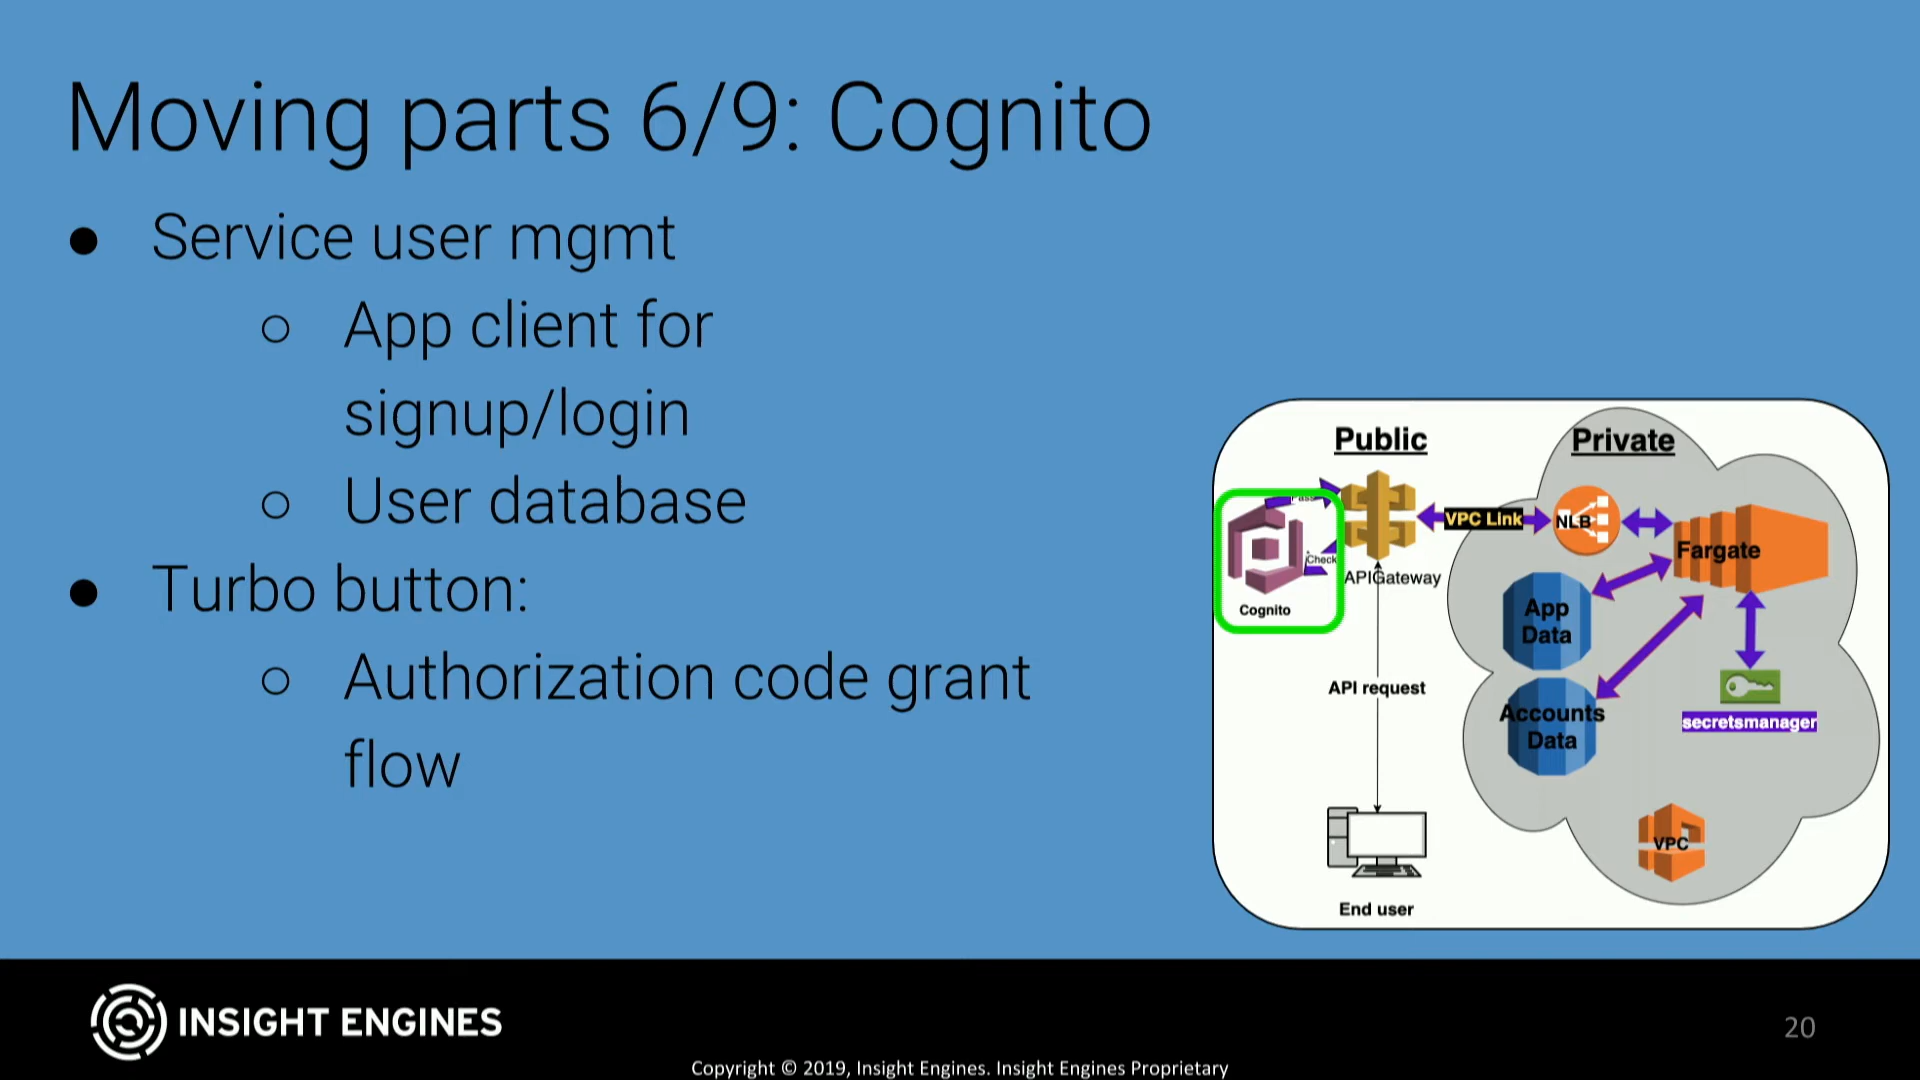 Moving parts 6/9: Cognito
● Service user mgmt
○ App client for
signup/login
○ User database
● Turbo button:
○ Authorization code grant
flow
Public
Private
Pass
VPC Link
NLB
Fargate
Check
APIGateway
Cognito
App
Data
API request
Accounts
Data
secretsmanager
VPC
End user
INSIGHT ENGINES
20
Copyright © 2019, Insight Engines. Insight Engines Proprietary